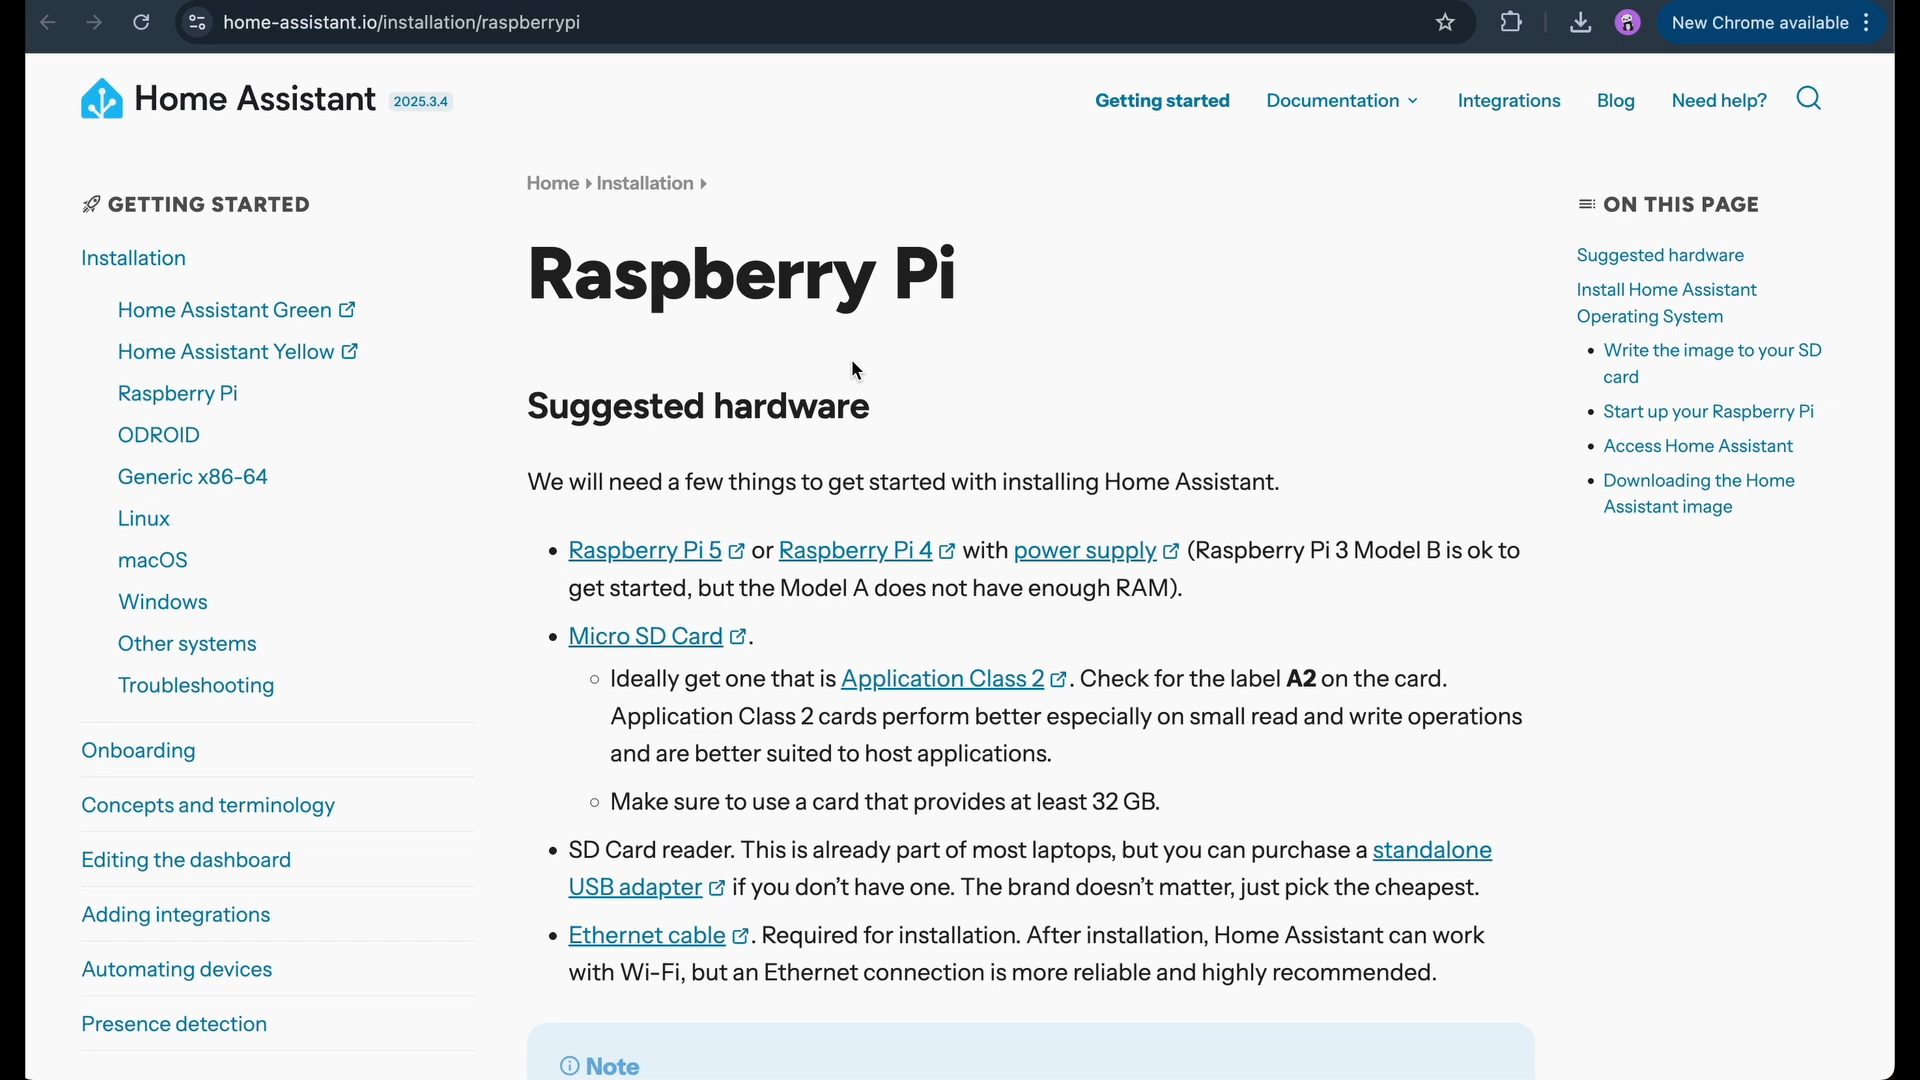 home-assistant.io/installation/raspberrypi
New Chrome available
Home Assistant 2025.3.4
Getting started
Documentation
Integrations
Blog
Need help?
GETTING STARTED
Installation
Home Assistant Green
Home Assistant Yellow
Raspberry Pi
ODROID
Generic x86-64
Linux
macOS
Windows
Other systems
Troubleshooting
Onboarding
Concepts and terminology
Editing the dashboard
Adding integrations
Automating devices
Presence detection
Home Installation
Raspberry Pi
Suggested hardware
We will need a few things to get started with installing Home Assistant.
Raspberry Pi 5 or Raspberry Pi 4 with power supply (Raspberry Pi 3 Model B is ok to
get started, but the Model A does not have enough RAM).
Micro SD Card.
Ideally get one that is Application Class 2. Check for the label A2 on the card.
Application Class 2 cards perform better especially on small read and write operations
and are better suited to host applications.
Make sure to use a card that provides at least 32 GB.
SD Card reader. This is already part of most laptops, but you can purchase a standalone
USB adapter if you don’t have one. The brand doesn’t matter, just pick the cheapest.
Ethernet cable. Required for installation. After installation, Home Assistant can work
with Wi-Fi, but an Ethernet connection is more reliable and highly recommended.
Note
ON THIS PAGE
Suggested hardware
Install Home Assistant
Operating System
Write the image to your SD
card
Start up your Raspberry Pi
Access Home Assistant
Downloading the Home
Assistant image